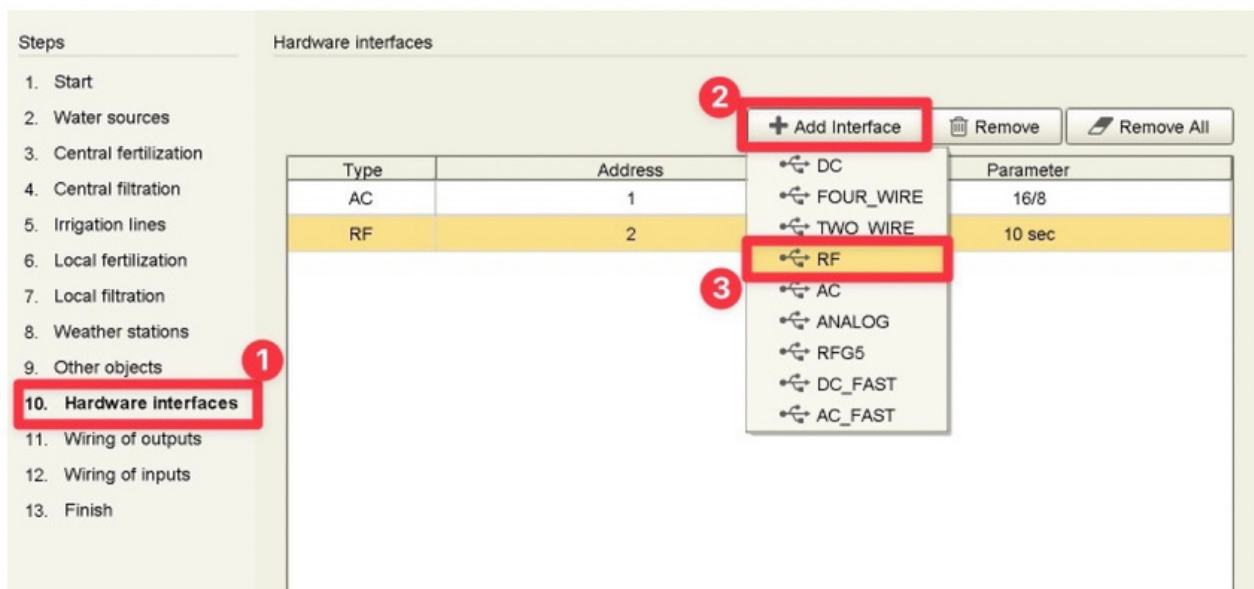 Steps
1. Start
2. Water sources
3. Central fertilization
4. Central filtration
5. Irrigation lines
6. Local fertilization
7. Local filtration
8. Weather stations
9. Other objects
1
10. Hardware interfaces
11. Wiring of outputs
12. Wiring of inputs
13. Finish
Hardware interfaces
2
Add Interface Remove Remove All
Type Address Parameter
AC 1 16/8
RF 2 10 sec
DC
FOUR_WIRE
TWO_WIRE
RF
3
AC
ANALOG
RFG5
DC_FAST
AC_FAST